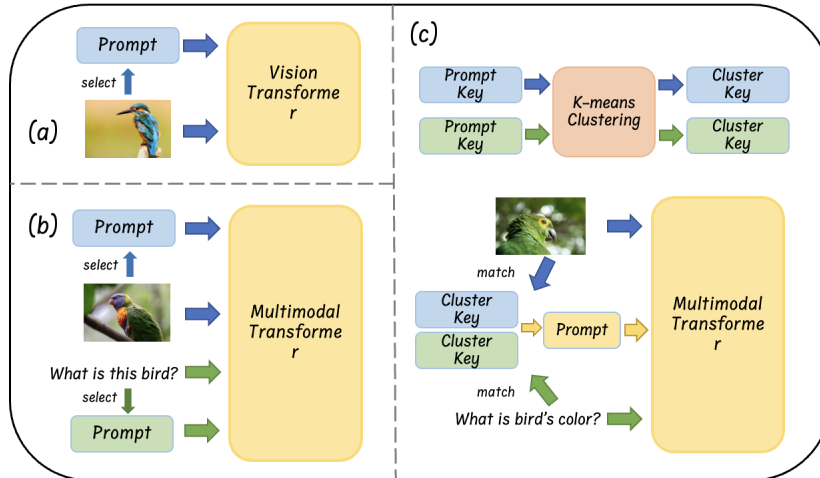 (a)
Prompt
select
Vision
Transforme
r
(b)
Prompt
select
What is this bird?
select
Prompt
Multimodal
Transforme
r
(c)
Prompt
Key
K-means
Clustering
Cluster
Key
Prompt
Key
Cluster
Key
match
Cluster
Key
Cluster
Key
Prompt
match
What is bird's color?
Multimodal
Transforme
r